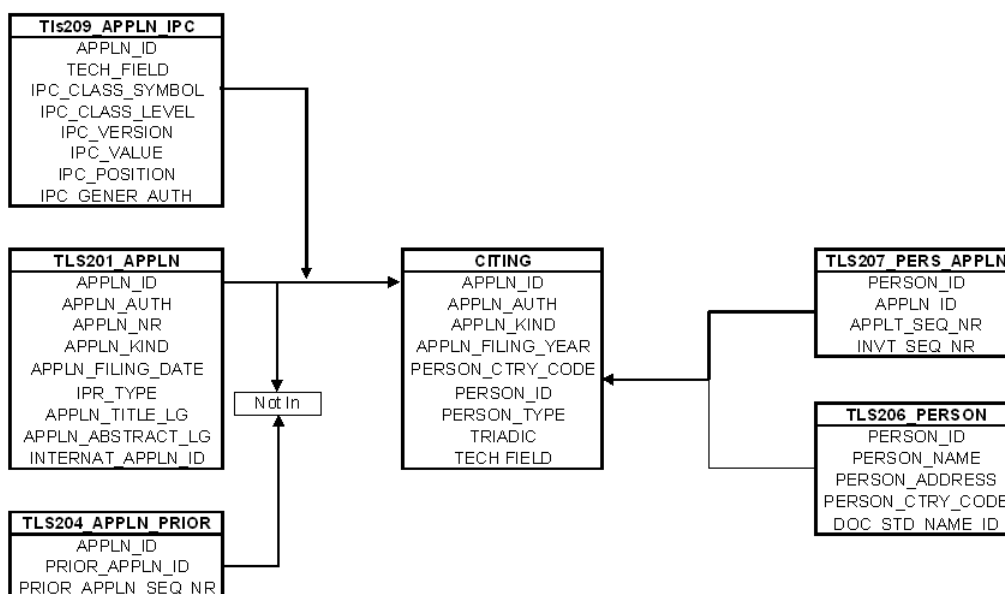 Tls209_APPLN_IPC
APPLN_ID
TECH_FIELD
IPC_CLASS_SYMBOL
IPC_CLASS_LEVEL
IPC_VERSION
IPC_VALUE
IPC_POSITION
IPC_GENER_AUTH
TLS201_APPLN
APPLN_ID
APPLN_AUTH
APPLN_NR
APPLN_KIND
APPLN_FILING_DATE
IPR_TYPE
APPLN_TITLE_LG
APPLN_ABSTRACT_LG
INTERNAT_APPLN_ID
Not In
TLS204_APPLN_PRIOR
APPLN_ID
PRIOR_APPLN_ID
PRIOR_APPLN_SEQ_NR
CITING
APPLN_ID
APPLN_AUTH
APPLN_KIND
APPLN_FILING_YEAR
PERSON_CTRY_CODE
PERSON_ID
PERSON_TYPE
TRIADIC
TECH FIELD
TLS207_PERS_APPLN
PERSON_ID
APPLN_ID
APPLT_SEQ_NR
INVT_SEQ_NR
TLS206_PERSON
PERSON_ID
PERSON_NAME
PERSON_ADDRESS
PERSON_CTRY_CODE
DOC_STD_NAME_ID